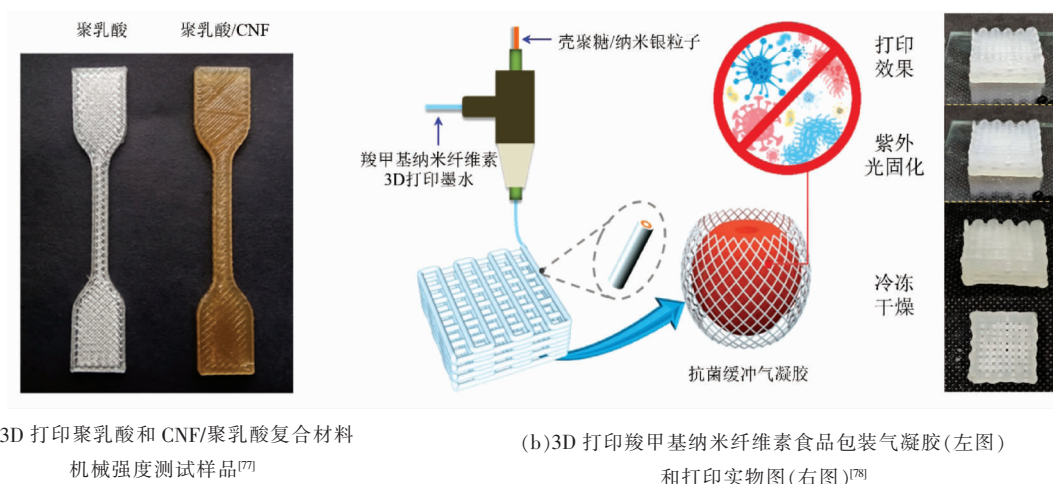 聚乳酸
聚乳酸/CNF
壳聚糖/纳米银粒子
羧甲基纳米纤维素
3D打印墨水
抗菌缓冲气凝胶
打印
效果
紫外
光固化
冷冻
干燥
3D 打印聚乳酸和 CNF/聚乳酸复合材料
机械强度测试样品[77]
(b)3D 打印羧甲基纳米纤维素食品包装气凝胶(左图)
和打印实物图(右图)[78]